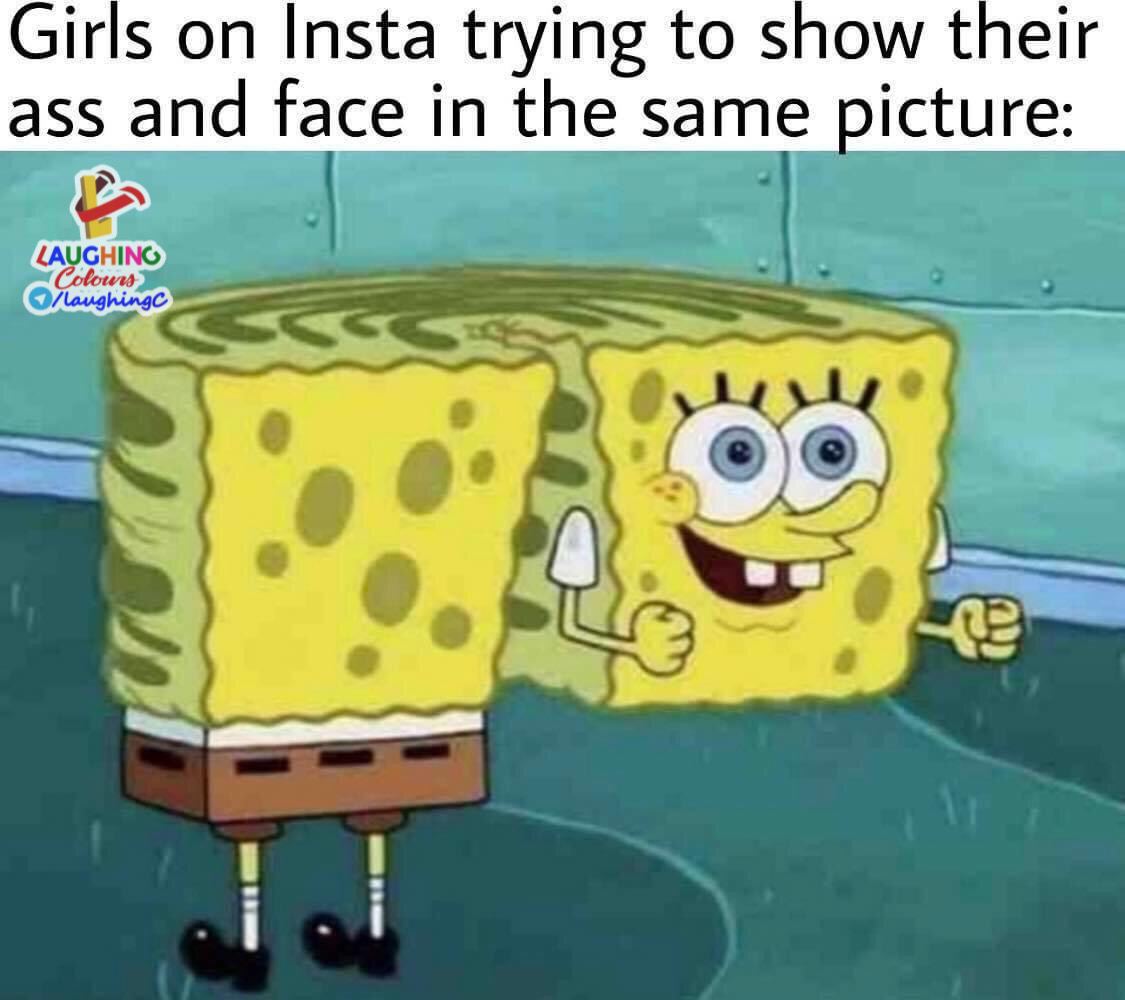 Girls on Insta trying to show their
ass and face in the same picture:
LAUGHING
Colours
/laughingC